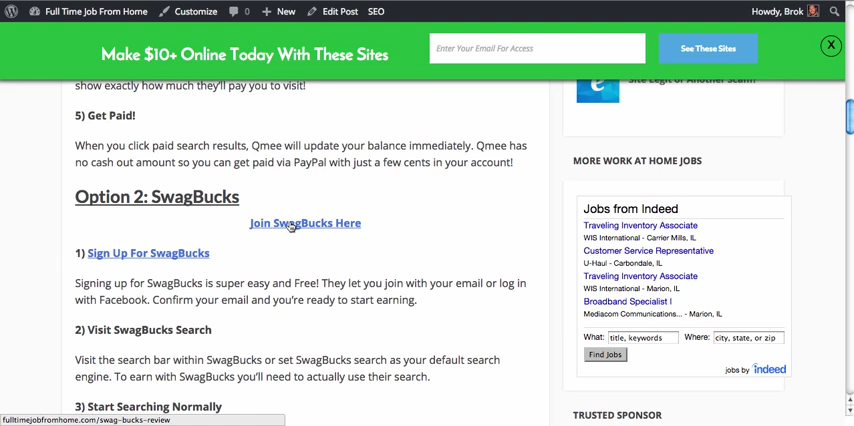 Full Time Job From Home
Customize
0
New
Edit Post
SEO
Howdy, Brok
Make $10+ Online Today With These Sites
Enter Your Email For Access
See These Sites
X
show exactly how much they'll pay you to visit!
5) Get Paid!
When you click paid search results, Qmee will update your balance immediately. Qmee has
no cash out amount so you can get paid via PayPal with just a few cents in your account!
Option 2: SwagBucks
Join SwagBucks Here
1) Sign Up For SwagBucks
Signing up for SwagBucks is super easy and Free! They let you join with your email or log in
with Facebook. Confirm your email and you're ready to start earning.
2) Visit SwagBucks Search
Visit the search bar within SwagBucks or set SwagBucks search as your default search
engine. To earn with SwagBucks you'll need to actually use their search.
3) Start Searching Normally
fulltimejobfromhome.com/swag-bucks-review
Site Legit or Another Scam?
MORE WORK AT HOME JOBS
Jobs from Indeed
Traveling Inventory Associate
WIS International - Carrier Mills, IL
Customer Service Representative
U-Haul - Carbondale, IL
Traveling Inventory Associate
WIS International - Marion, IL
Broadband Specialist I
Mediacom Communications... - Marion, IL
What: title, keywords Where: city, state, or zip
Find Jobs
jobs by indeed
TRUSTED SPONSOR